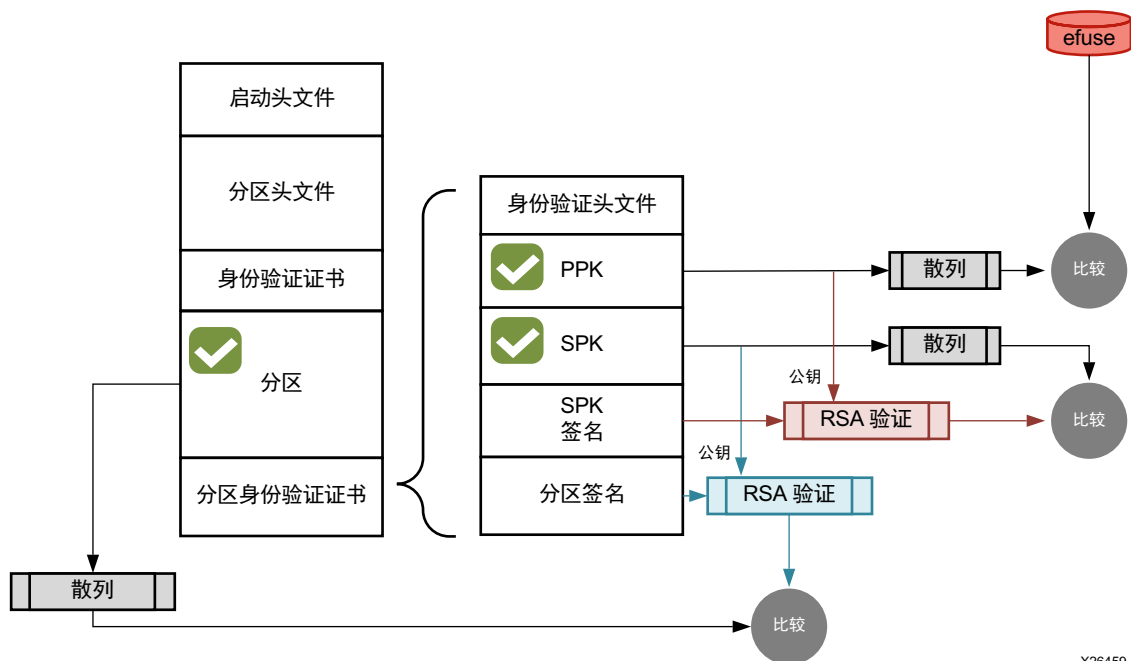 efuse
启动头文件
分区头文件
身份验证证书
分区
分区身份验证证书
身份验证头文件
PPK
SPK
SPK
签名
分区签名
散列
比较
散列
公钥
RSA 验证
比较
公钥
RSA 验证
散列
比较
X26459